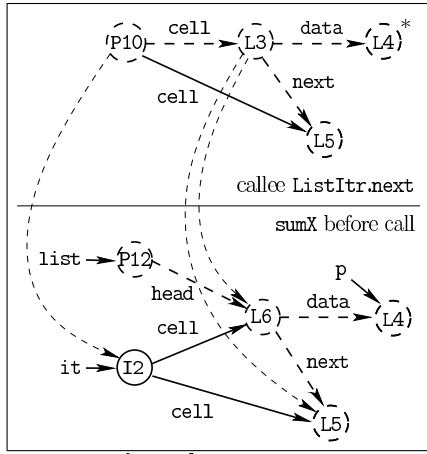 P10 cell L3 data L4*
next
cell
L5
callee ListItr.next
sumX before call
list P12
p
head
L6 data L4
cell
next
it I2
cell
L5